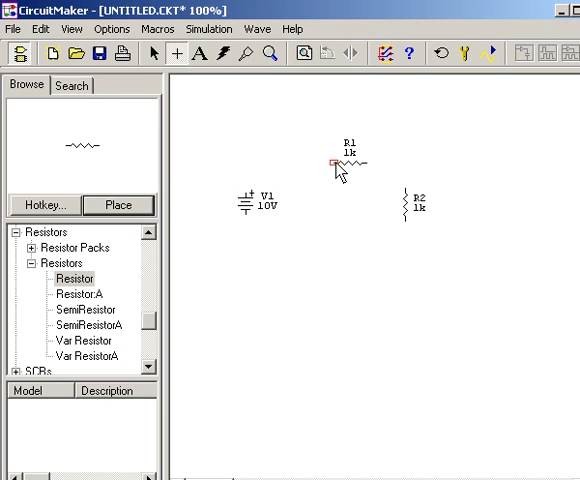 CircuitMaker - [UNTITLED.CKT* 100%]
File Edit View Options Macros Simulation Wave Help
Browse Search
Hotkey... Place
Resistors
Resistor Packs
Resistors
Resistor
Resistor:A
SemiResistor
SemiResistorA
Var Resistor
Var ResistorA
SCRs
Model Description
R1
1k
V1
10V
R2
1k